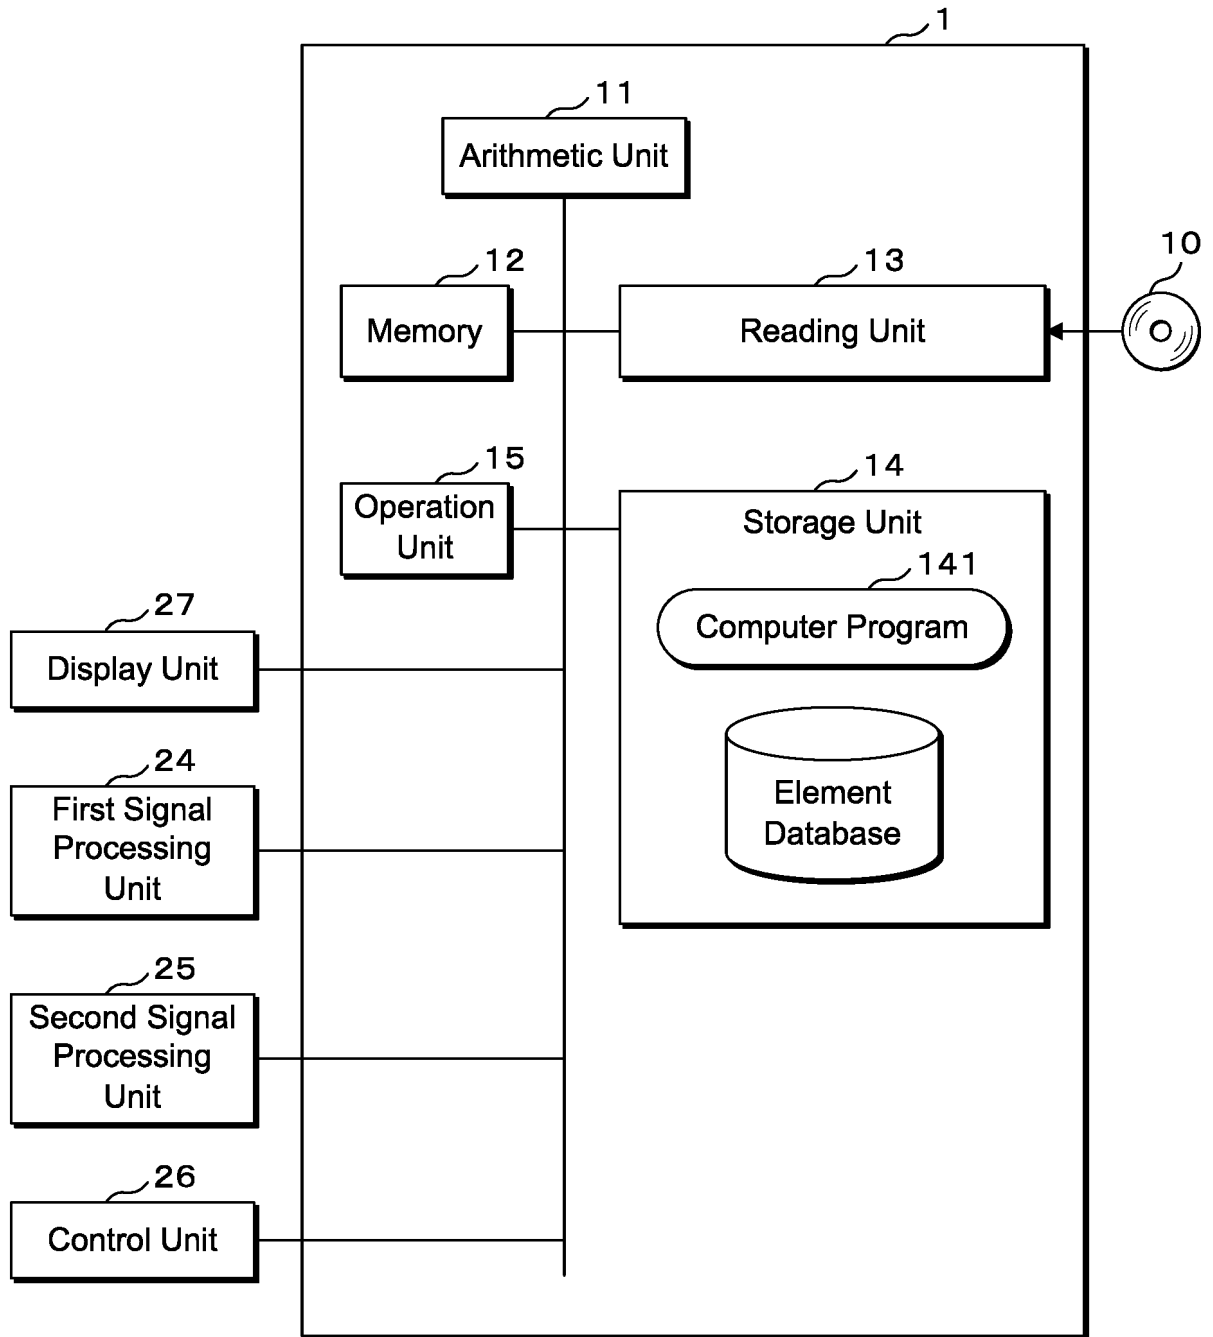 1
11
Arithmetic Unit
10
12
13
Memory
Reading Unit
15
14
Operation
Unit
Storage Unit
141
Computer Program
27
Display Unit
Element
Database
24
First Signal
Processing
Unit
25
Second Signal
Processing
Unit
26
Control Unit